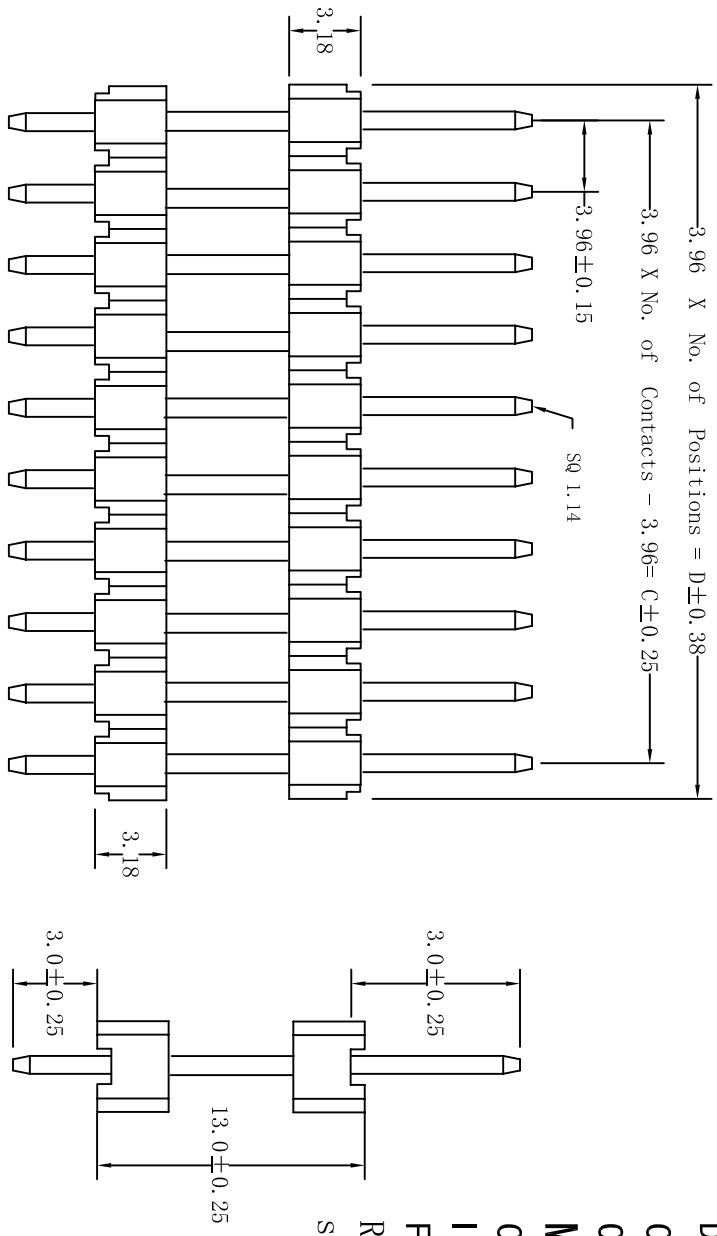 3.96 X No. of Positions = D±0.38
3.96 X No. of Contacts - 3.96= C±0.25
3.96±0.15
SQ 1.14
3.18
3.18
3.0±0.25
3.0±0.25
13.0±0.25
C
C
M
C
I
F
R
s